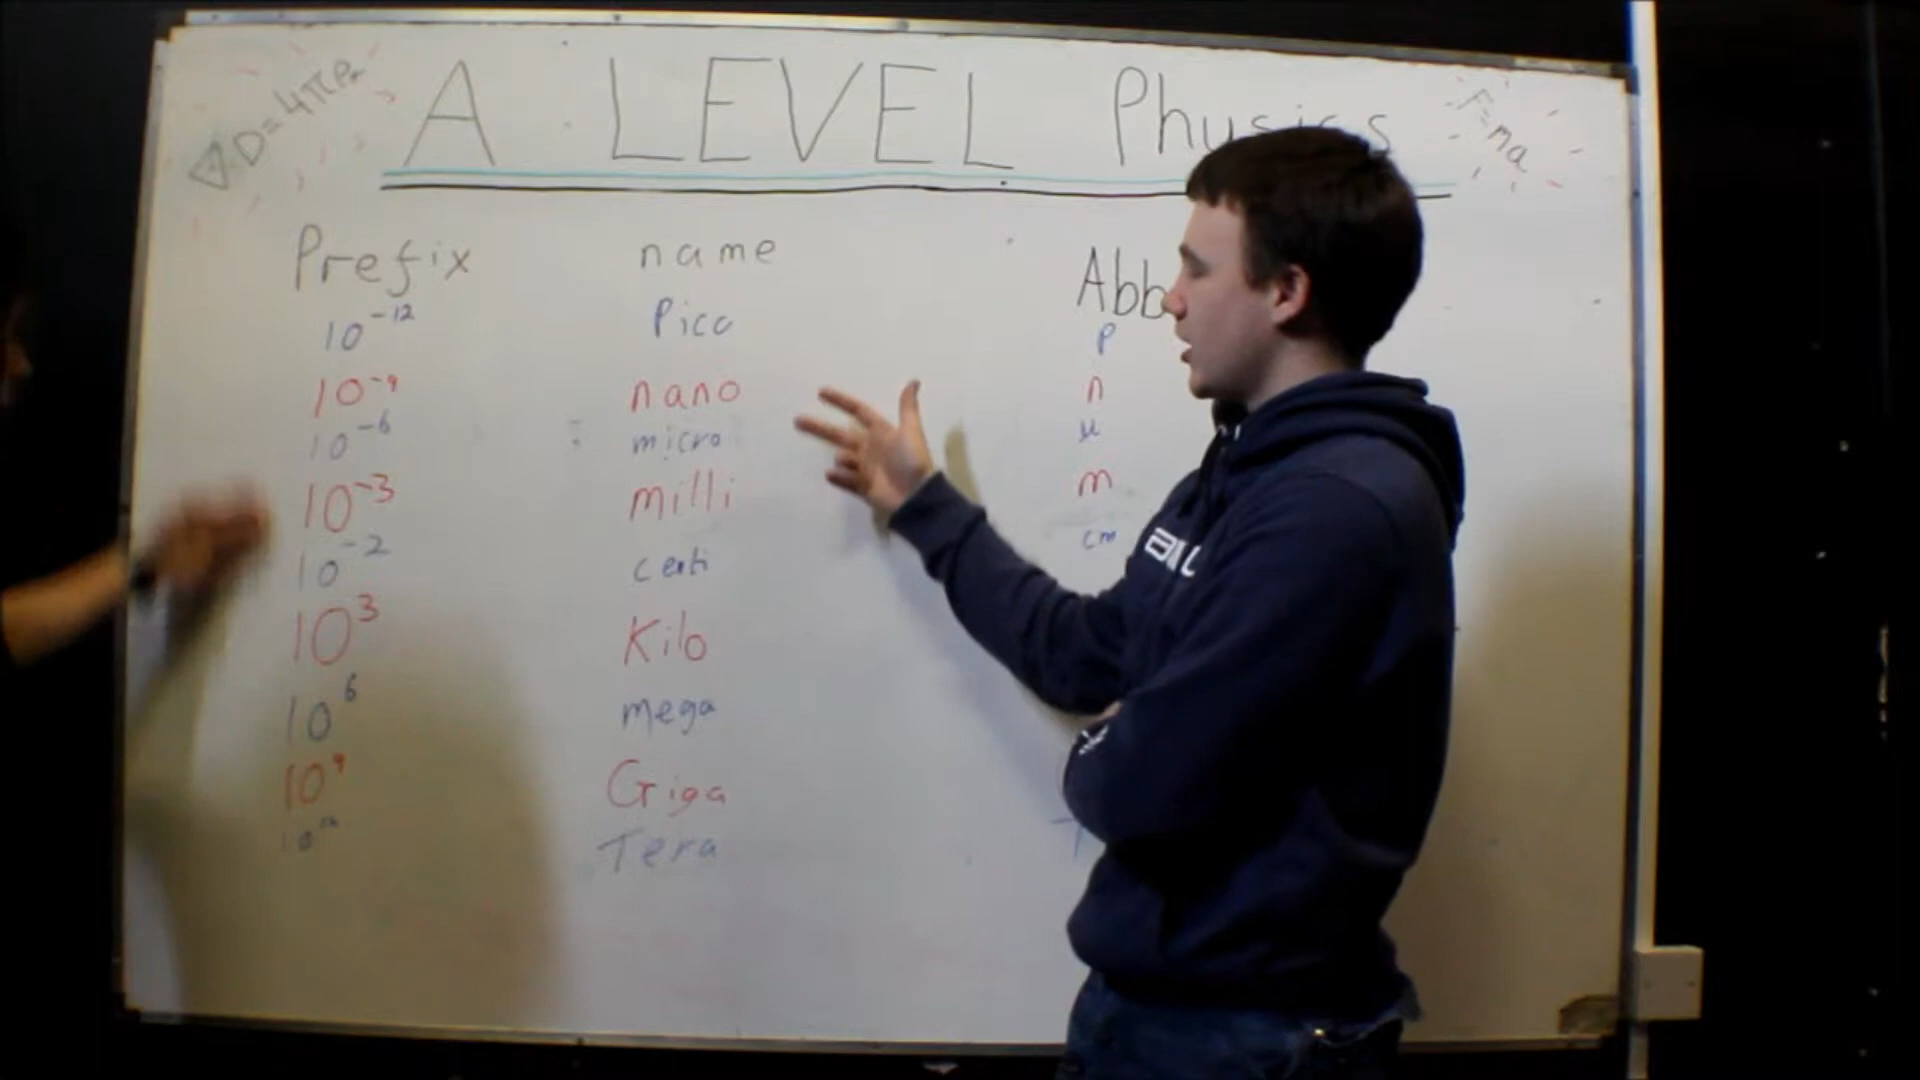 A LEVEL Physics
F=ma
Prefix name Abb
10⁻¹² Pico p
10⁻⁹ nano n
10⁻⁶ micro μ
10⁻³ milli m
10⁻² centi cm
10³ Kilo
10⁶ mega
10⁹ Giga
10¹² Tera T